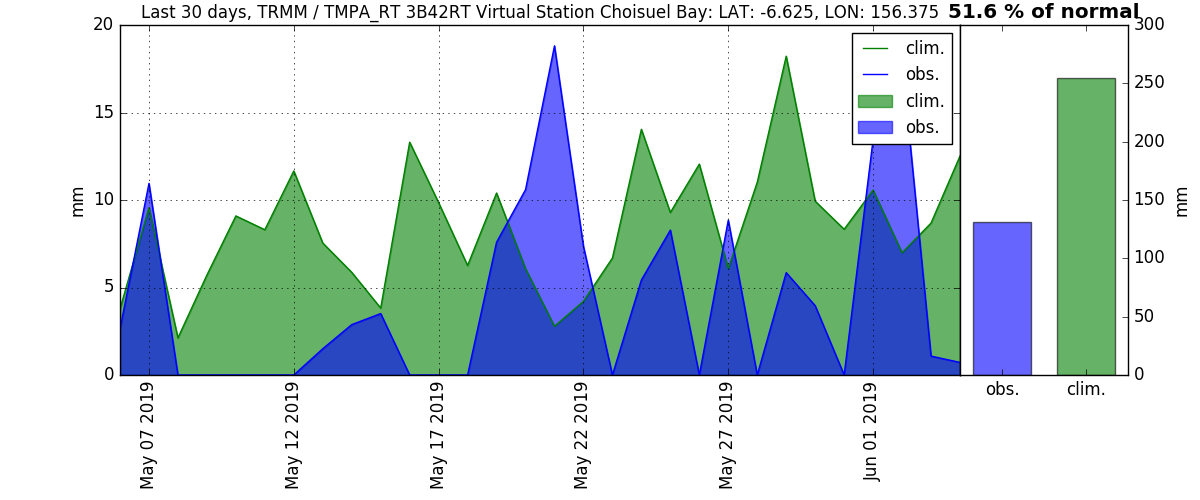 Last 30 days, TRMM / TMPA_RT 3B42RT Virtual Station Choisuel Bay: LAT: -6.625, LON: 156.375
51.6 % of normal
clim.
obs.
clim.
obs.
20
15
10
5
0
mm
May 07 2019
May 12 2019
May 17 2019
May 22 2019
May 27 2019
Jun 01 2019
300
250
200
150
100
50
0
mm
obs.
clim.